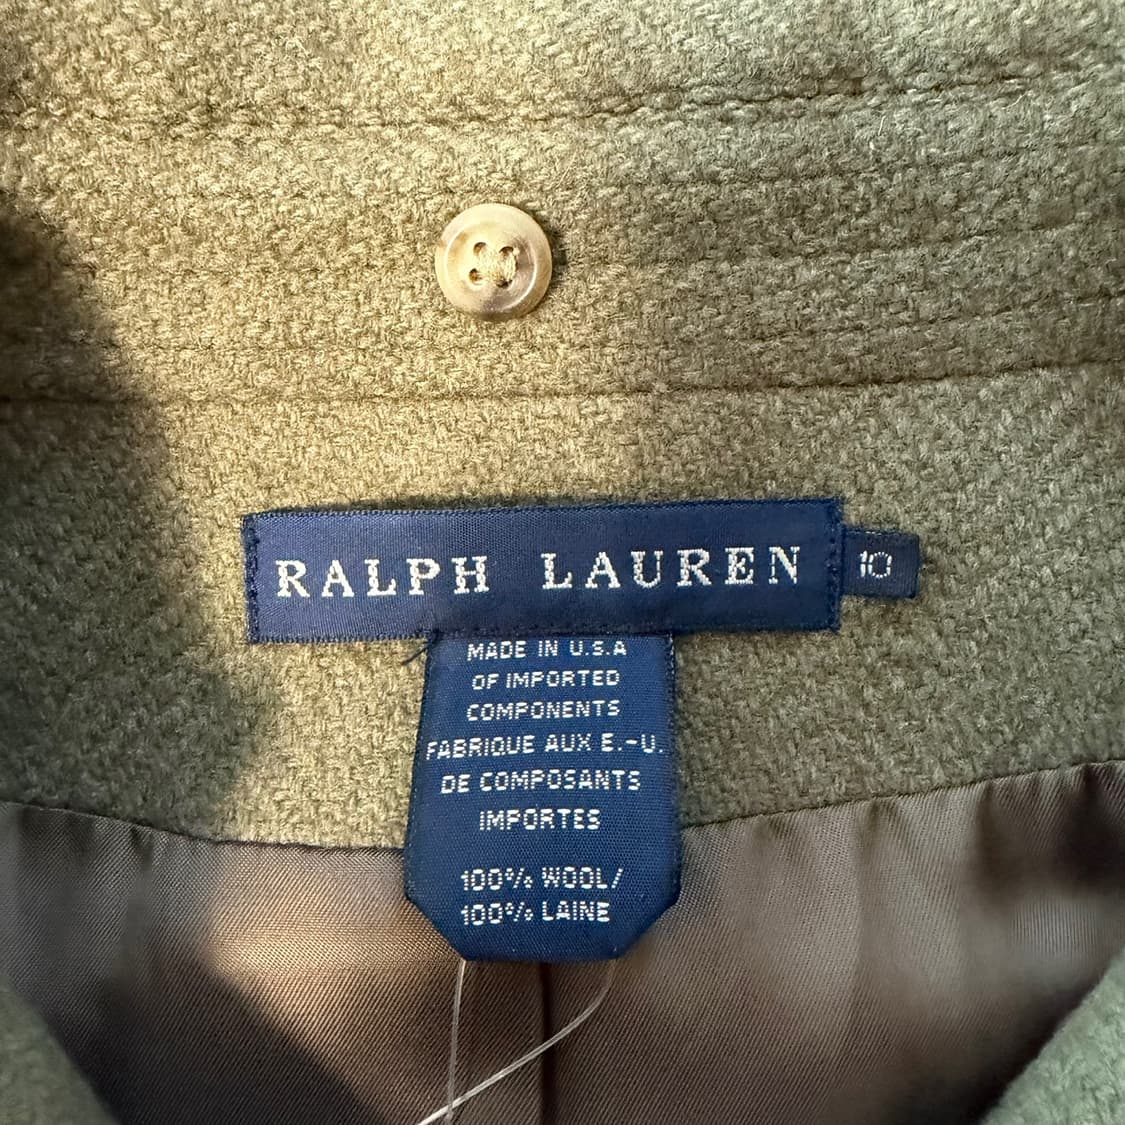 RALPH LAUREN
10
MADE IN U.S.A
OF IMPORTED
COMPONENTS
FABRIQUE AUX E.-U.
DE COMPOSANTS
IMPORTES
100% WOOL/
100% LAINE